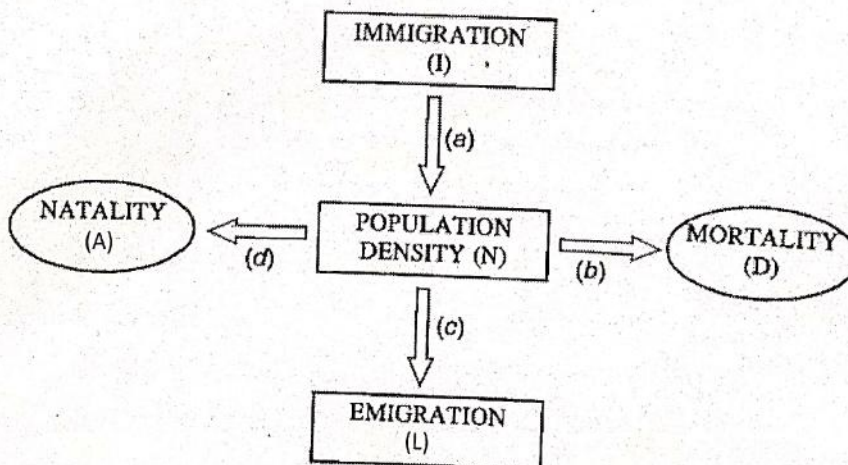 IMMIGRATION
(I)
(a)
NATALITY
(A)
(d)
POPULATION
DENSITY (N)
(b)
MORTALITY
(D)
(c)
EMIGRATION
(L)